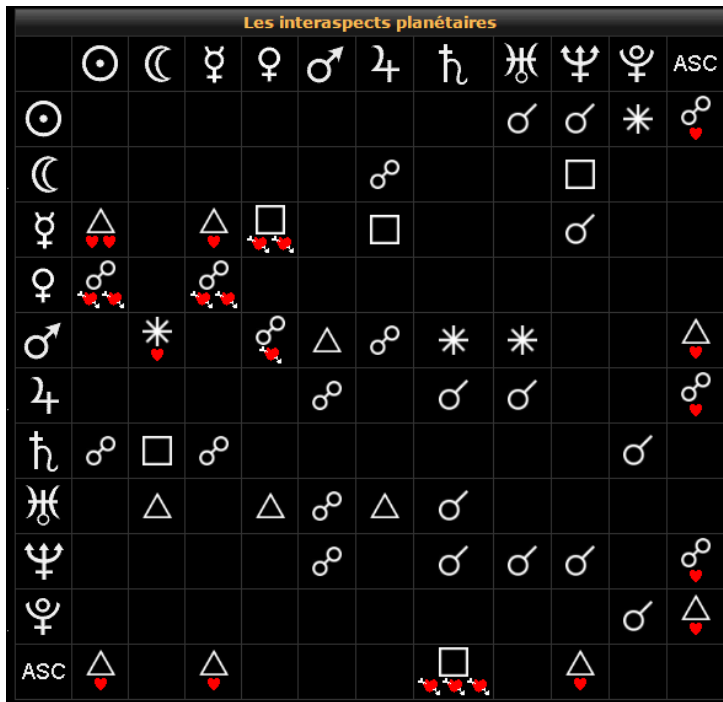 Les interaspects planétaires
☉ ☾ ☿ ♀ ♂ ♃ ♄ ♅ ♆ ♇ ASC
☉ ☌ ☌ ⚹ ☍
☾ ☍ □
☿ △ △ □ □ ☌
♀ ☍ ☍
♂ ⚹ ☍ △ ☍ ⚹ ⚹ △
♃ ☍ ☌ ☌ ☍
♄ ☍ □ ☍ ☌
♅ △ △ ☍ △ ☌
♆ ☍ ☌ ☌ ☌ ☍
♇ ☌ △
ASC △ △ □ △